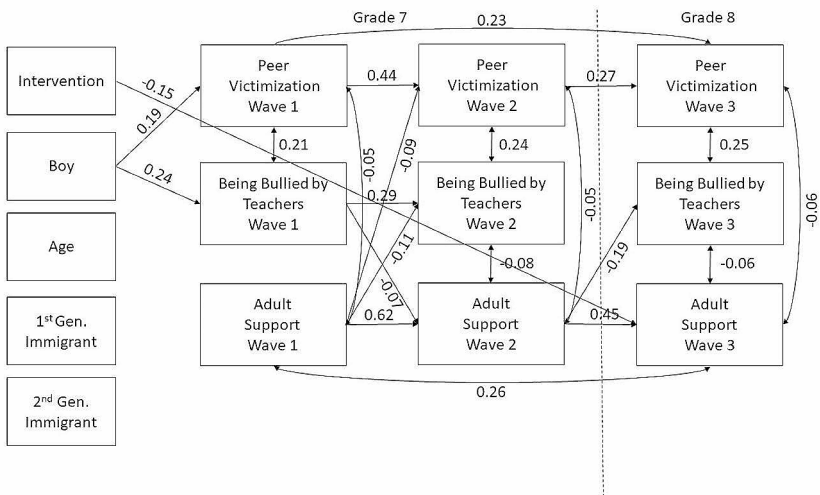 Grade 7
Grade 8
0.23
Intervention
Boy
Age
1st Gen.
Immigrant
2nd Gen.
Immigrant
Peer
Victimization
Wave 1
Peer
Victimization
Wave 2
Peer
Victimization
Wave 3
Being Bullied by
Teachers
Wave 1
Being Bullied by
Teachers
Wave 2
Being Bullied by
Teachers
Wave 3
Adult
Support
Wave 1
Adult
Support
Wave 2
Adult
Support
Wave 3
-0.15
0.19
0.24
0.44
0.27
0.21
0.24
0.25
-0.05
-0.09
0.29
-0.11
-0.07
0.62
-0.08
-0.05
-0.19
0.45
-0.06
-0.06
0.26